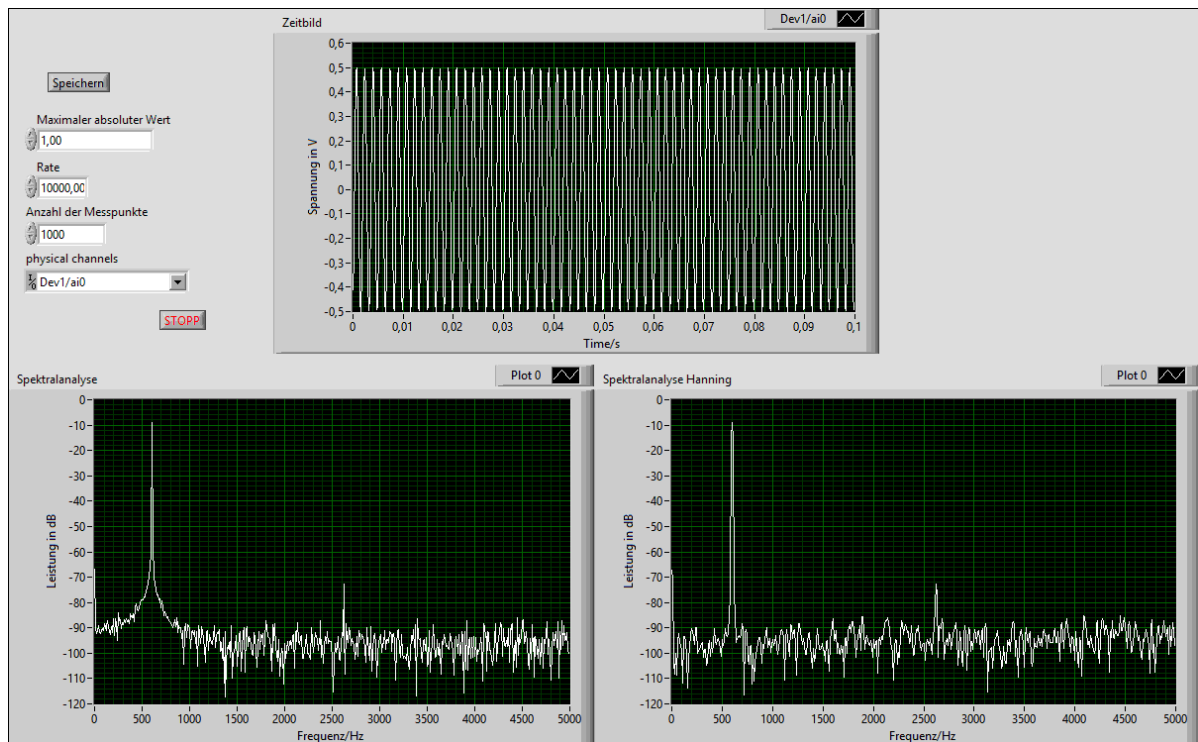 Zeitbild
Dev1/ai0
Speichern
Maximaler absoluter Wert
1,00
Rate
10000,00
Anzahl der Messpunkte
1000
physical channels
I/O Dev1/ai0
STOPP
0,6
0,5
0,4
0,3
0,2
0,1
0
-0,1
-0,2
-0,3
-0,4
-0,5
Spannung in V
0 0,01 0,02 0,03 0,04 0,05 0,06 0,07 0,08 0,09 0,1
Time/s
Spektralanalyse
Plot 0
0
-10
-20
-30
-40
-50
-60
-70
-80
-90
-100
-110
-120
Leistung in dB
0 500 1000 1500 2000 2500 3000 3500 4000 4500 5000
Frequenz/Hz
Spektralanalyse Hanning
Plot 0
0
-10
-20
-30
-40
-50
-60
-70
-80
-90
-100
-110
-120
Leistung in dB
0 500 1000 1500 2000 2500 3000 3500 4000 4500 5000
Frequenz/Hz